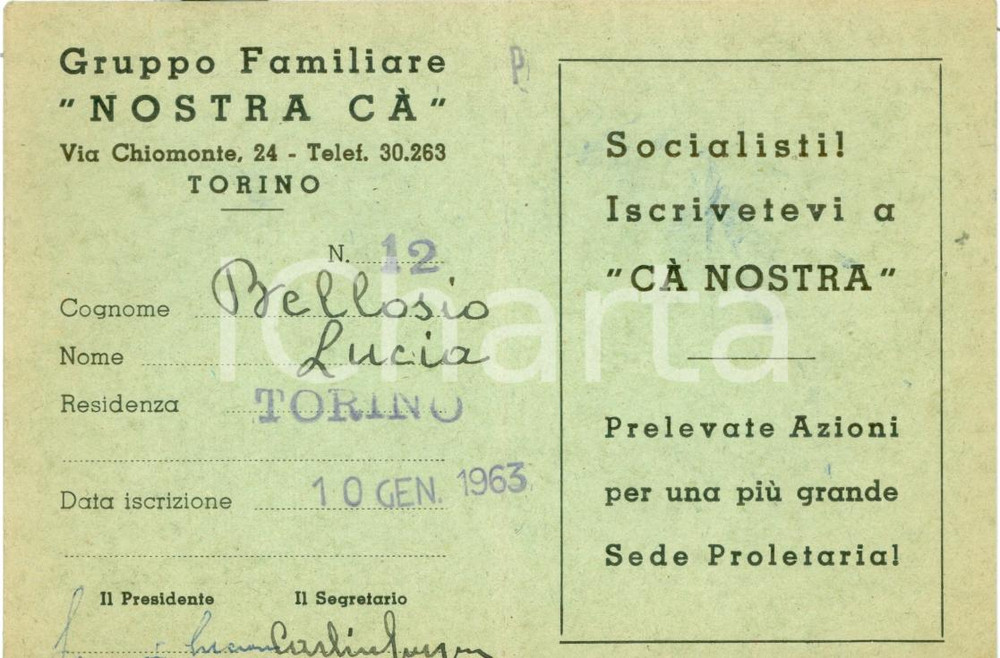 Gruppo Familiare
"NOSTRA CÀ"
Via Chiomonte, 24 - Telef. 30.263
TORINO
N. 12
Cognome Bellosio
Nome Lucia
Residenza TORINO
Data iscrizione 10 GEN. 1963
Il Presidente Il Segretario
P
Socialisti!
Iscrivetevi a
"CÀ NOSTRA"
Prelevate Azioni
per una più grande
Sede Proletaria!
iCharta